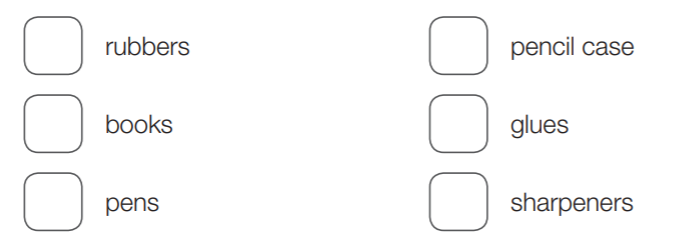 rubbers
books
pens
pencil case
glues
sharpeners